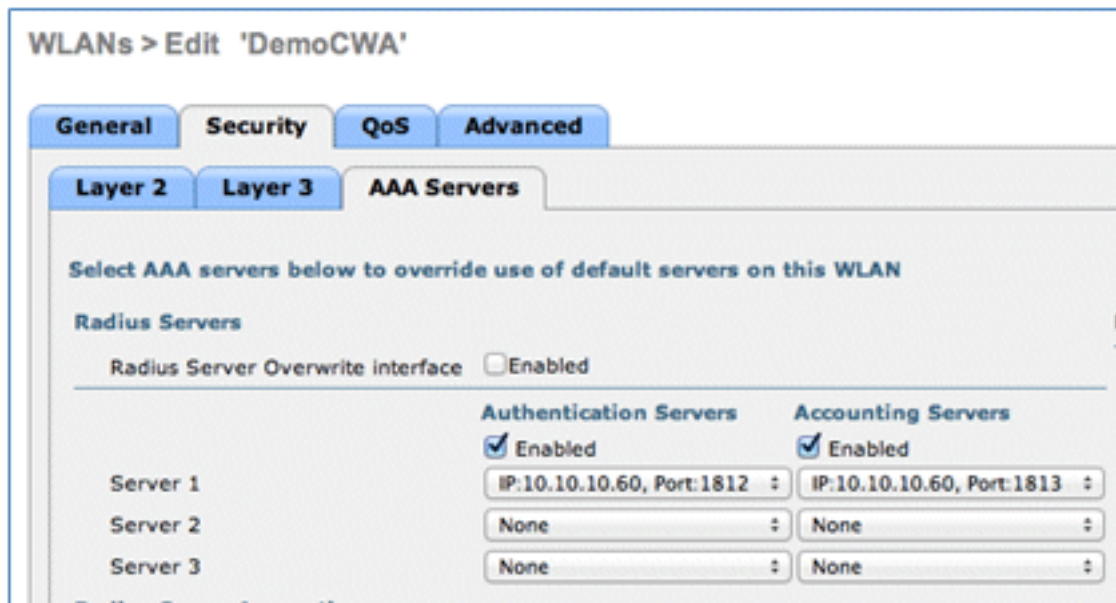 WLANs > Edit 'DemoCWA'
General Security QoS Advanced
Layer 2 Layer 3 AAA Servers
Select AAA servers below to override use of default servers on this WLAN
Radius Servers
Radius Server Overwrite interface Enabled
Authentication Servers Accounting Servers
Enabled Enabled
Server 1 IP:10.10.10.60, Port:1812 IP:10.10.10.60, Port:1813
Server 2 None None
Server 3 None None